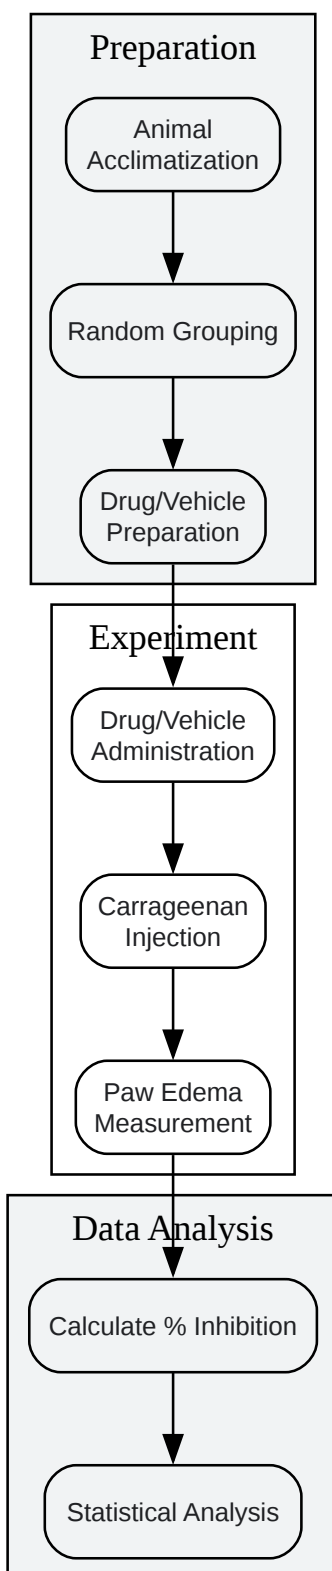 Preparation
Animal
Acclimatization
Random Grouping
Drug/Vehicle
Preparation
Experiment
Drug/Vehicle
Administration
Carrageenan
Injection
Paw Edema
Measurement
Data Analysis
Calculate % Inhibition
Statistical Analysis